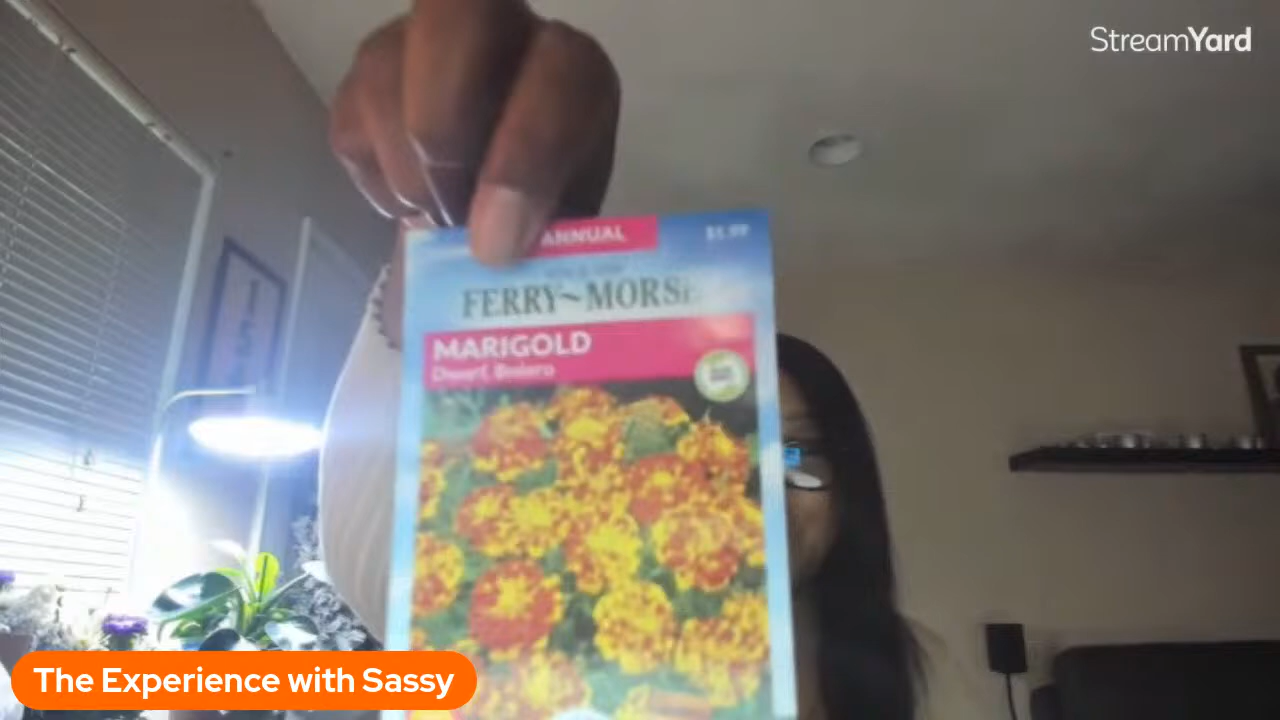 StreamYard
ANNUAL
$1.99
FERRY~MORSE
MARIGOLD
Dwarf, Bolero
The Experience with Sassy